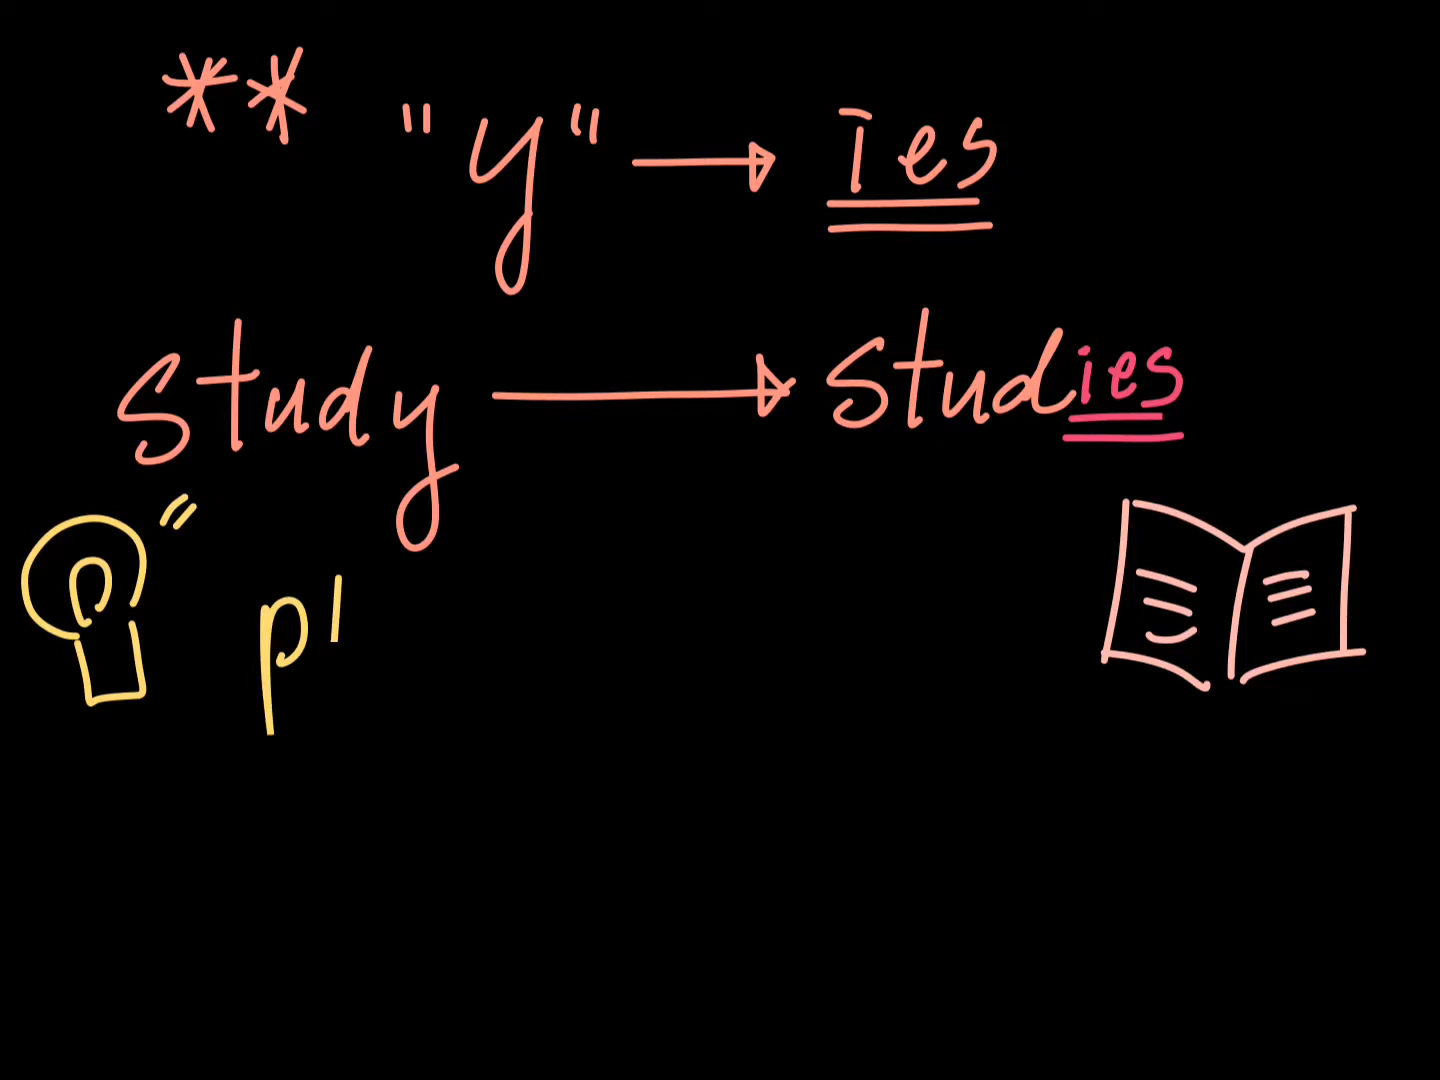 ** "y" → ies
study → studies
p